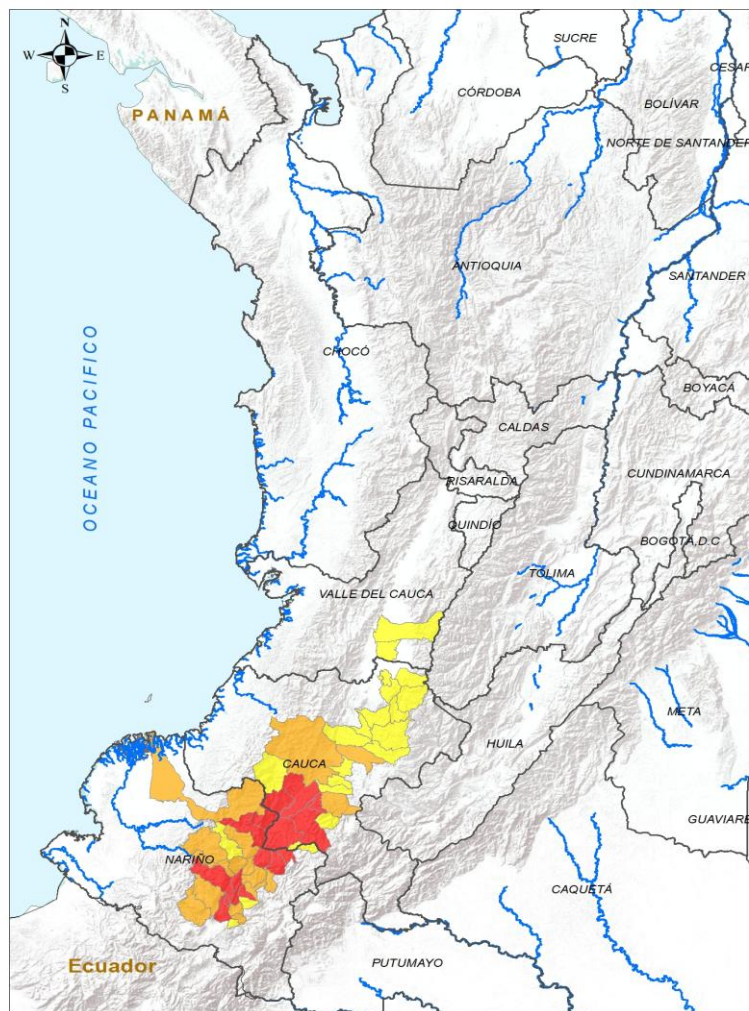 N
W E
S
SUCRE
CESAR
CÓRDOBA
BOLÍVAR
PANAMÁ
NORTE DE SANTANDER
ANTIOQUIA
SANTANDER
OCEANO PACIFICO
CHOCÓ
BOYACÁ
CALDAS
CUNDINAMARCA
RISARALDA
QUINDÍO
BOGOTÁ,D.C
TOLIMA
VALLE DEL CAUCA
META
HUILA
CAUCA
GUAVIARE
NARIÑO
CAQUETÁ
Ecuador
PUTUMAYO